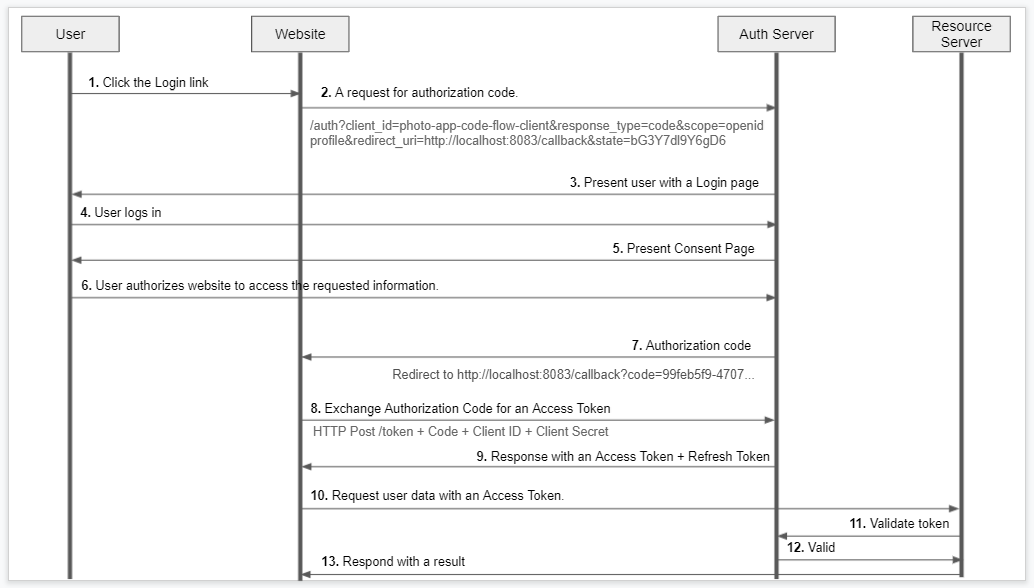 User
Website
Auth Server
Resource
Server
1. Click the Login link
2. A request for authorization code.
/auth?client_id=photo-app-code-flow-client&response_type=code&scope=openid
profile&redirect_uri=http://localhost:8083/callback&state=bG3Y7dl9Y6gD6
3. Present user with a Login page
4. User logs in
5. Present Consent Page
6. User authorizes website to access the requested information.
7. Authorization code
Redirect to http://localhost:8083/callback?code=99feb5f9-4707...
8. Exchange Authorization Code for an Access Token
HTTP Post /token + Code + Client ID + Client Secret
9. Response with an Access Token + Refresh Token
10. Request user data with an Access Token.
11. Validate token
12. Valid
13. Respond with a result